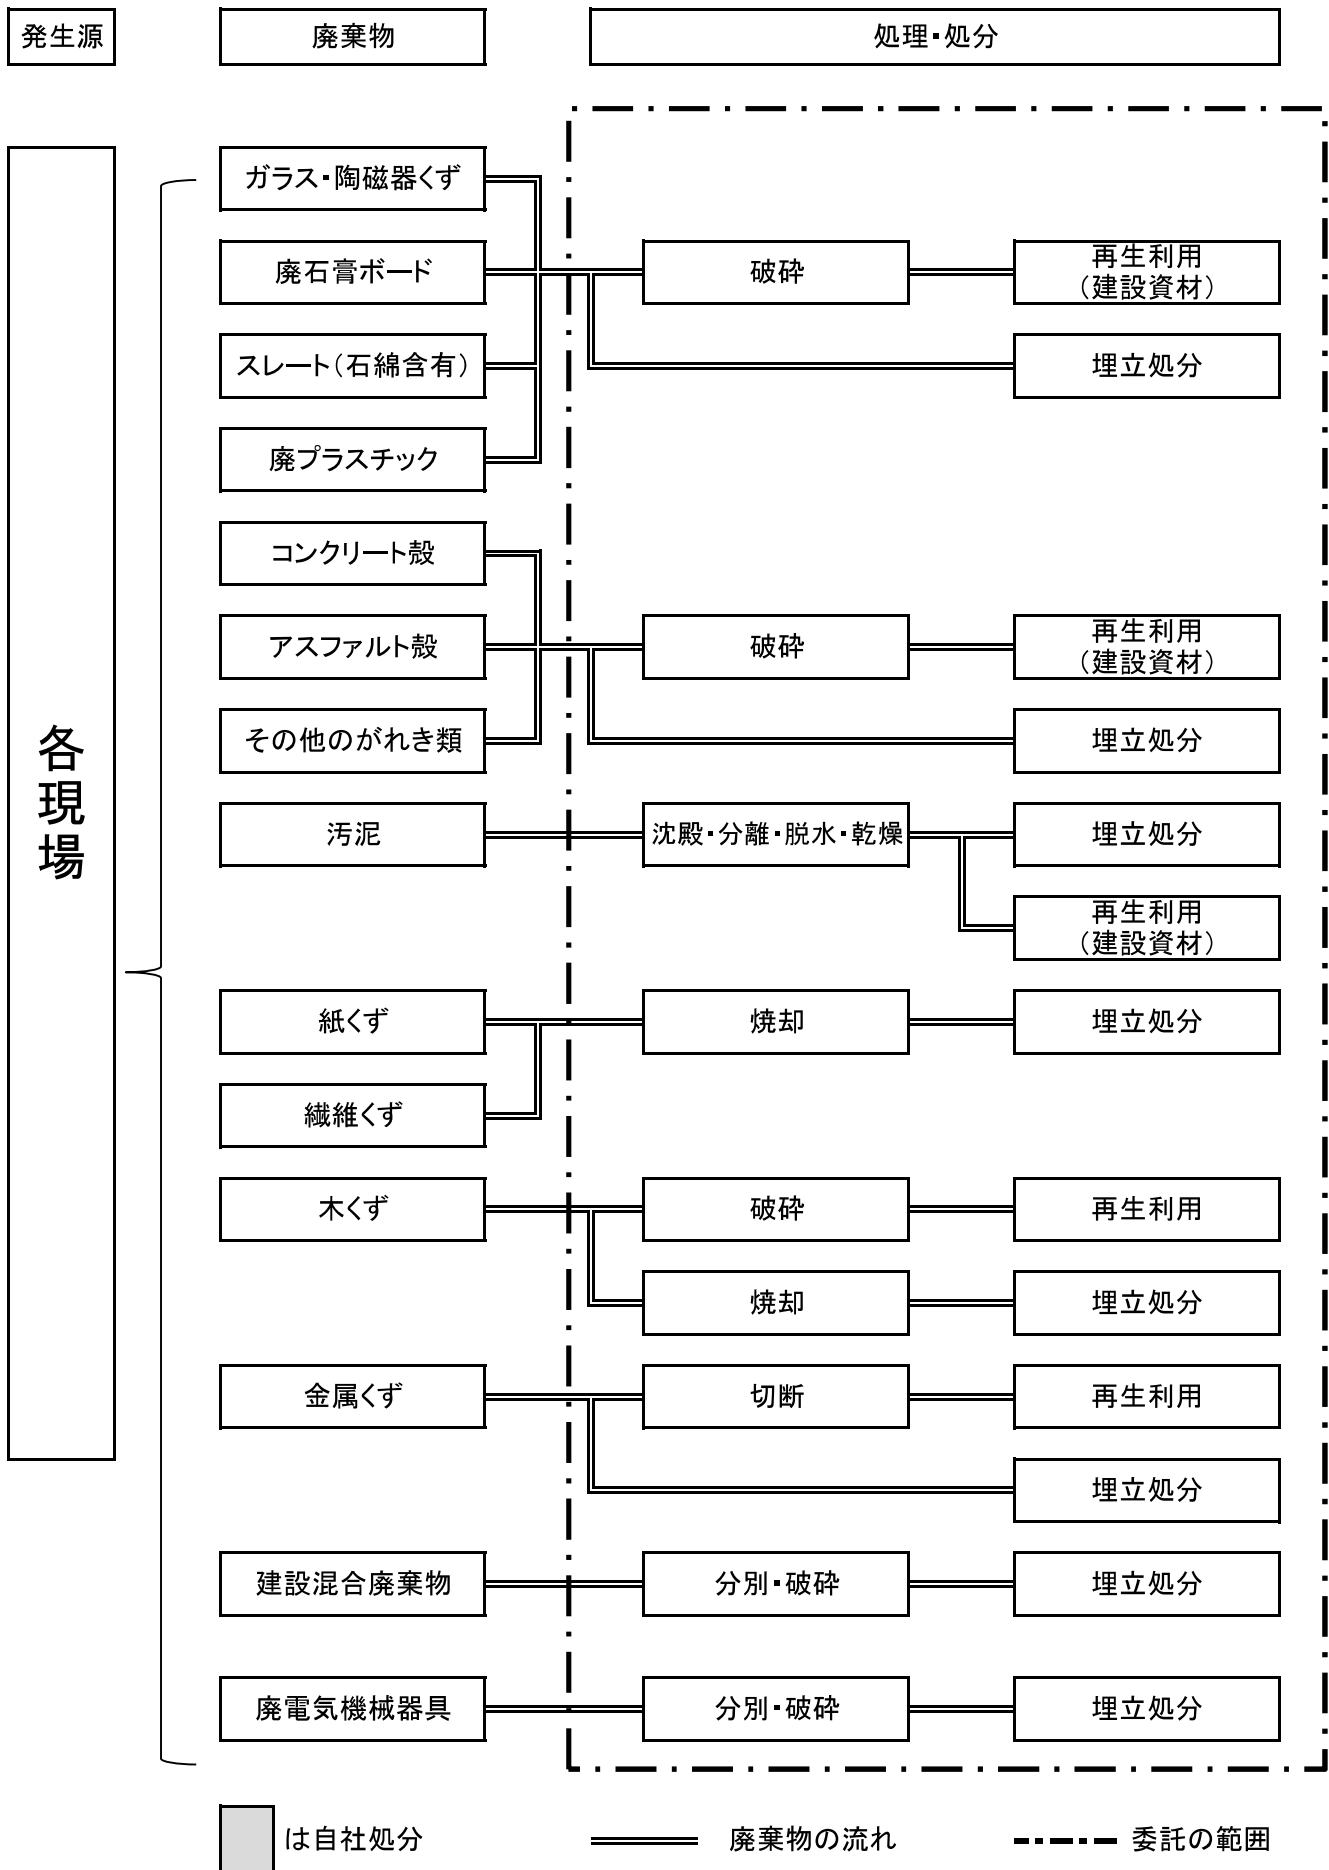 発生源
廃棄物
処理・処分
各現場
ガラス・陶磁器くず
廃石膏ボード
破砕
再生利用
（建設資材）
スレート（石綿含有）
埋立処分
廃プラスチック
コンクリート殻
アスファルト殻
破砕
再生利用
（建設資材）
その他のがれき類
埋立処分
汚泥
沈殿・分離・脱水・乾燥
埋立処分
再生利用
（建設資材）
紙くず
焼却
埋立処分
繊維くず
木くず
破砕
再生利用
焼却
埋立処分
金属くず
切断
再生利用
埋立処分
建設混合廃棄物
分別・破砕
埋立処分
廃電気機械器具
分別・破砕
埋立処分
は自社処分
廃棄物の流れ
委託の範囲